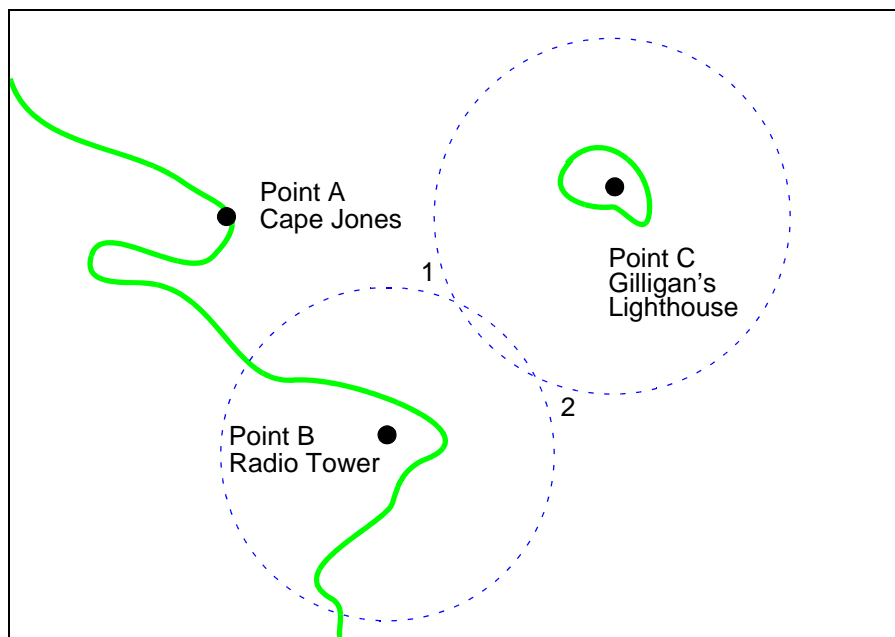 Point A
Cape Jones
1
Point C
Gilligan's
Lighthouse
2
Point B
Radio Tower